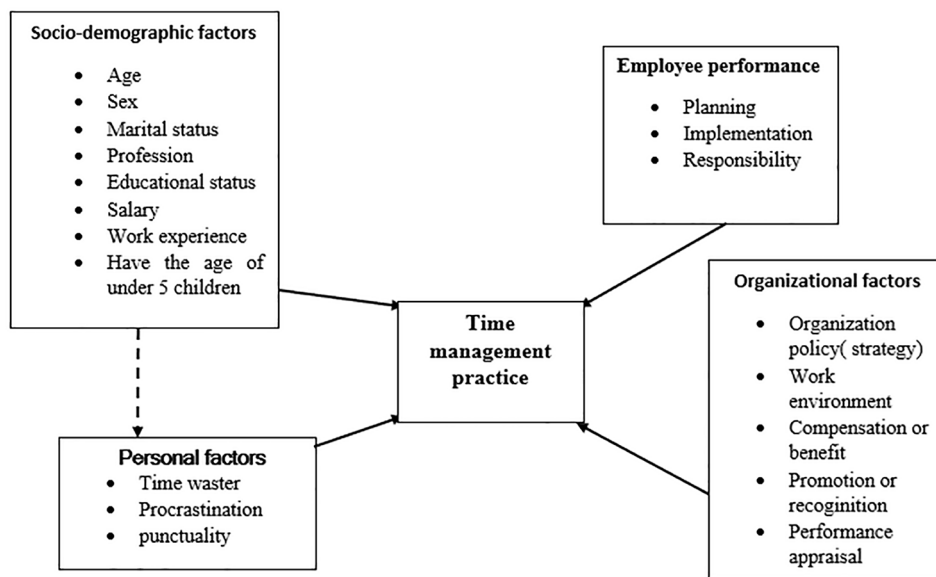 Socio-demographic factors
• Age
• Sex
• Marital status
• Profession
• Educational status
• Salary
• Work experience
• Have the age of
under 5 children
Employee performance
• Planning
• Implementation
• Responsibility
Time
management
practice
Organizational factors
• Organization
policy( strategy)
• Work
environment
• Compensation or
benefit
• Promotion or
recoginition
• Performance
appraisal
Personal factors
• Time waster
• Procrastination
• punctuality